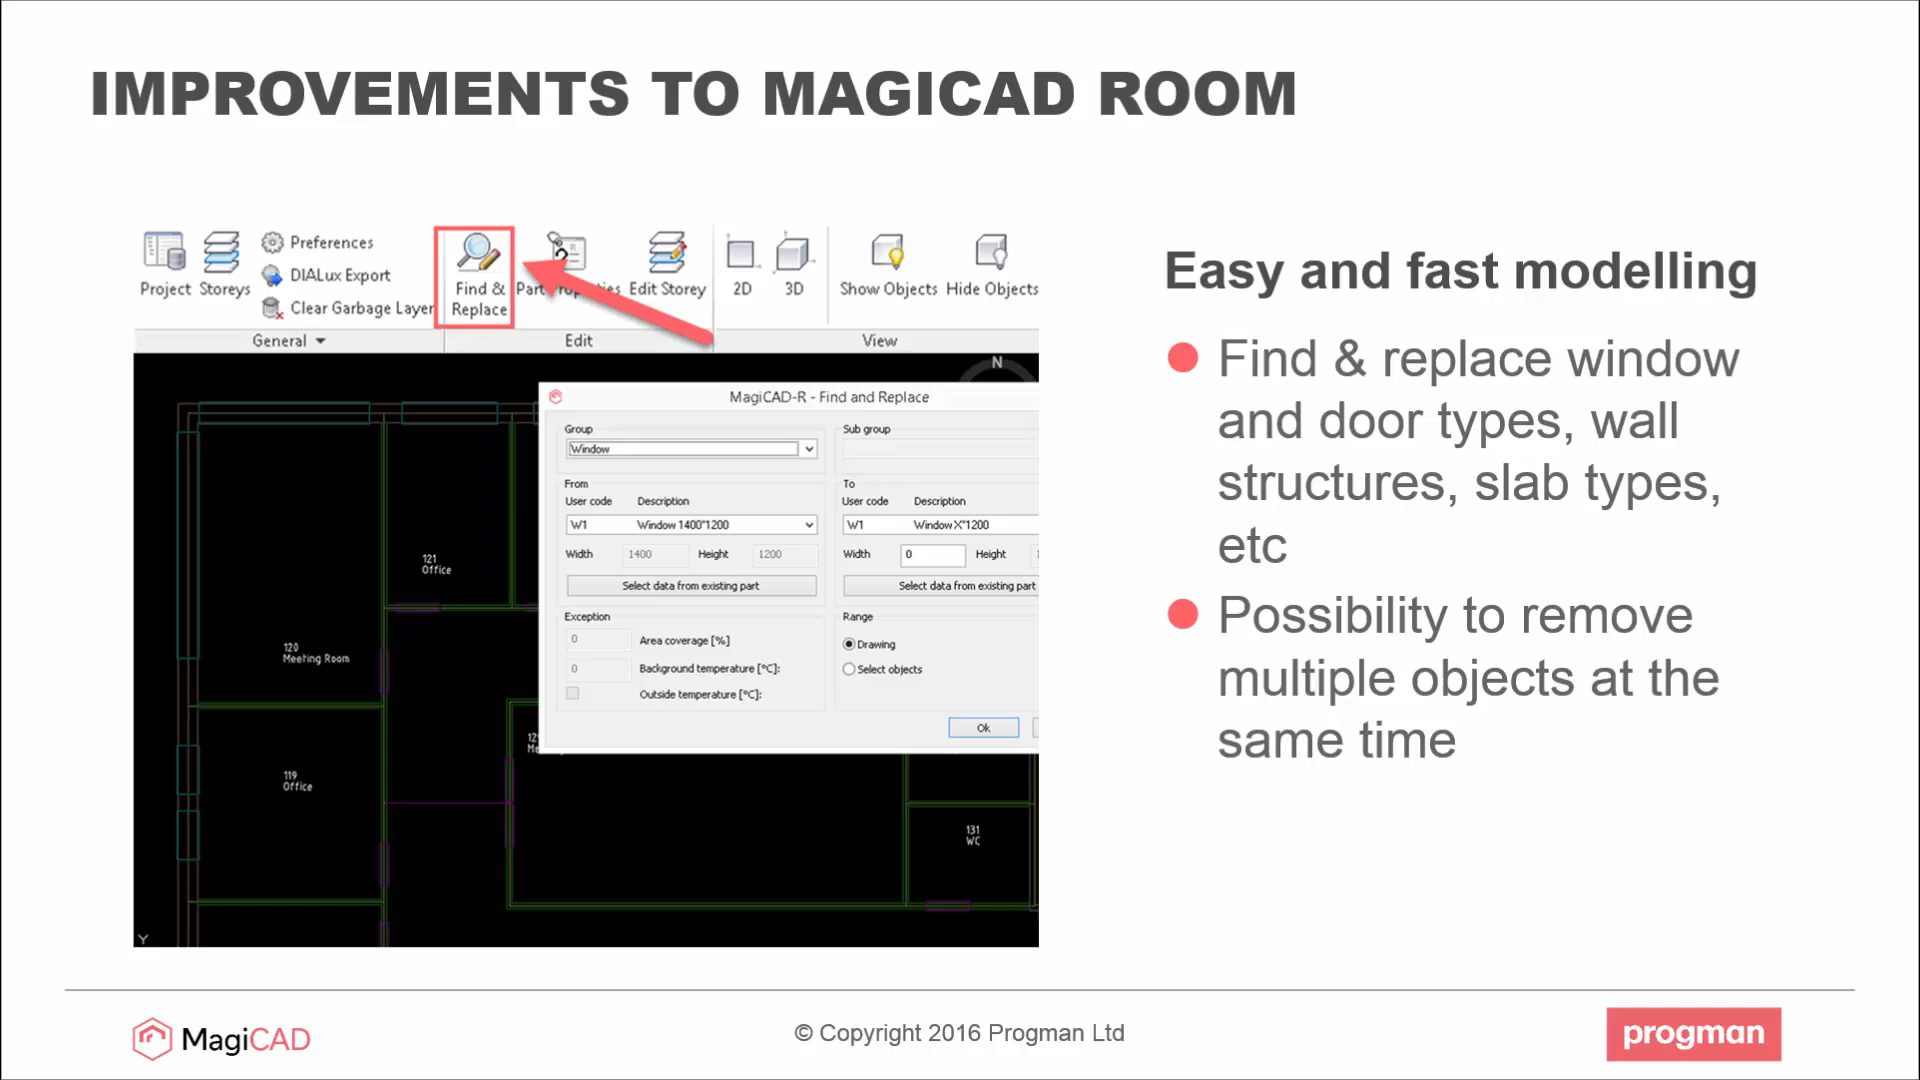 IMPROVEMENTS TO MAGICAD ROOM
Project Storeys
Preferences
DIALux Export
Clear Garbage Layer
Find &
Replace
Edit Storey
2D 3D
Show Objects Hide Objects
General Edit View
N
MagiCAD-R - Find and Replace
Group Sub group
Window
From To
User code Description User code Description
W1 Window 1400*1200 W1 Window X*1200
Width 1400 Height 1200 Width 0 Height
Select data from existing part Select data from existing part
Exception Range
0 Area coverage [%] Drawing
0 Background temperature [°C]: Select objects
Outside temperature [°C]:
Ok
121
Office
120
Meeting Room
119
Office
131
WC
Y
Easy and fast modelling
Find & replace window
and door types, wall
structures, slab types,
etc
Possibility to remove
multiple objects at the
same time
MagiCAD
© Copyright 2016 Progman Ltd
progman